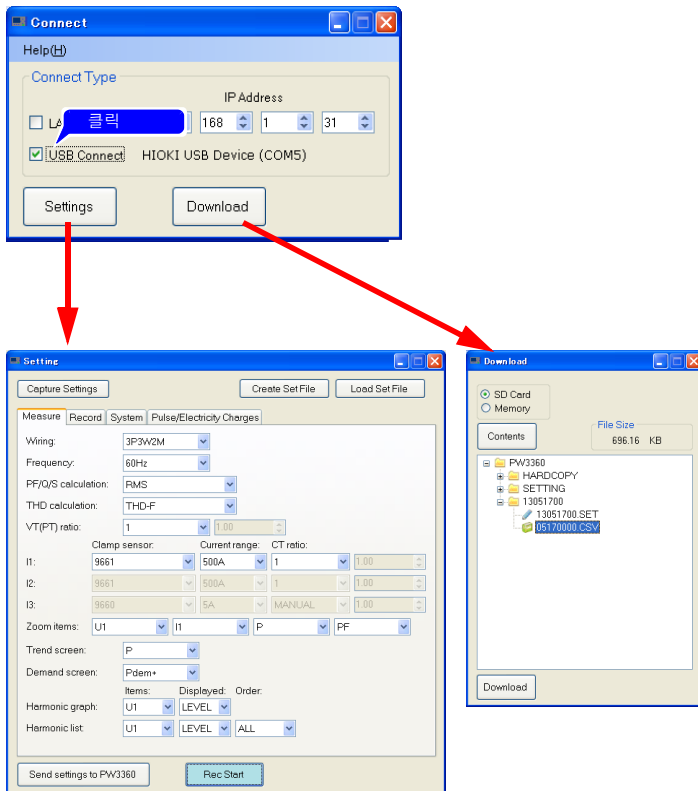 Connect
Help(H)
Connect Type
IP Address
클릭
168 1 31
USB Connect HIOKI USB Device (COM5)
Settings Download
Setting
Capture Settings Create Set File Load Set File
Measure Record System Pulse/Electricity Charges
Wiring: 3P3W2M
Frequency: 60Hz
PF/Q/S calculation: RMS
THD calculation: THD-F
VT(PT) ratio: 1 1.00
Clamp sensor: Current range: CT ratio:
I1: 9661 500A 1 1.00
I2: 9661 500A 1 1.00
I3: 9660 5A MANUAL 1.00
Zoom items: U1 I1 P PF
Trend screen: P
Demand screen: Pdem+
Items: Displayed: Order:
Harmonic graph: U1 LEVEL
Harmonic list: U1 LEVEL ALL
Send settings to PW3360 Rec Start
Download
SD Card
Memory
Contents
File Size
696.16 KB
PW3360
HARDCOPY
SETTING
13051700
13051700.SET
05170000.CSV
Download